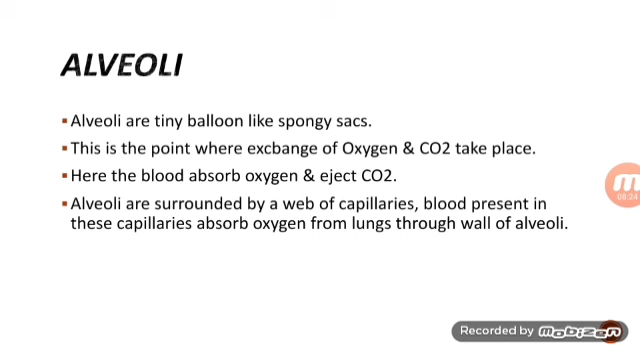 ALVEOLI
▪ Alveoli are tiny balloon like spongy sacs.
▪ This is the point where excbange of Oxygen & CO2 take place.
▪ Here the blood absorb oxygen & eject CO2.
▪ Alveoli are surrounded by a web of capillaries, blood present in
these capillaries absorb oxygen from lungs through wall of alveoli.
08:24
Recorded by mobizen